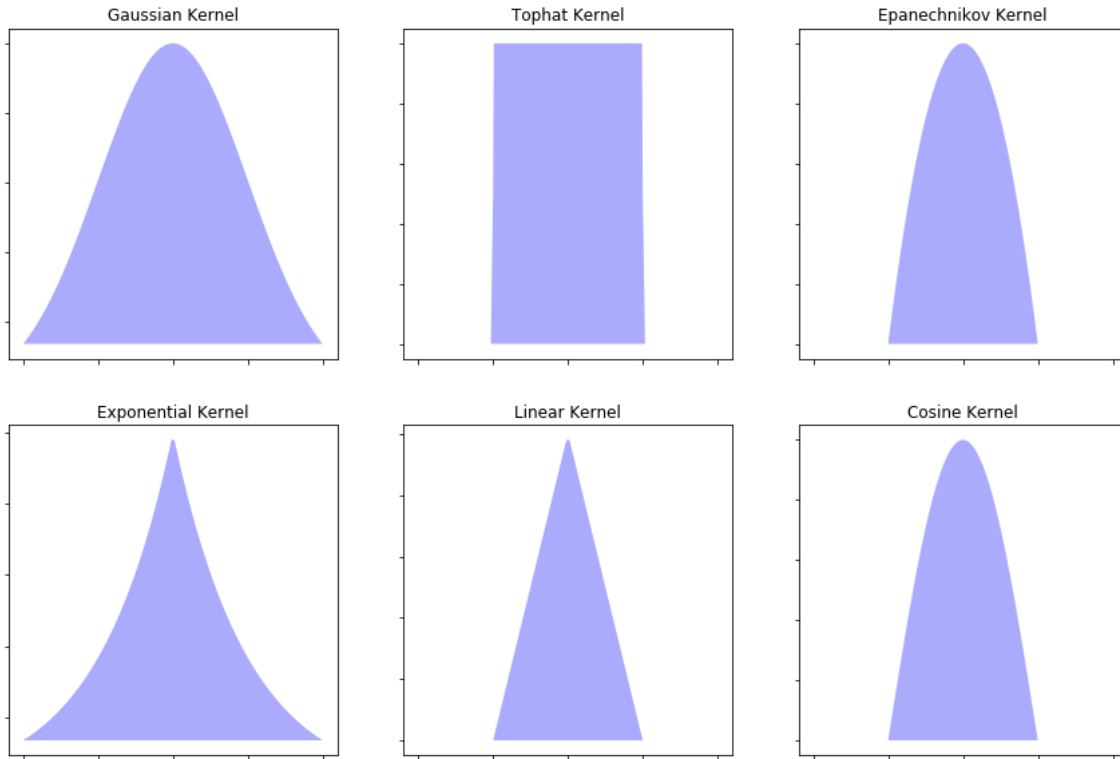 Gaussian Kernel
Tophat Kernel
Epanechnikov Kernel
Exponential Kernel
Linear Kernel
Cosine Kernel